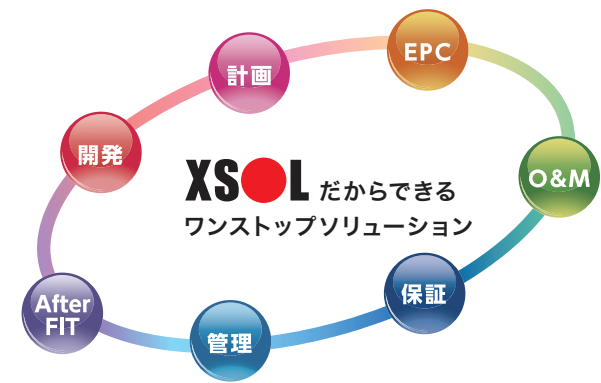 計画
EPC
開発
O&M
XSOL だからできる
ワンストップソリューション
After
FIT
管理
保証